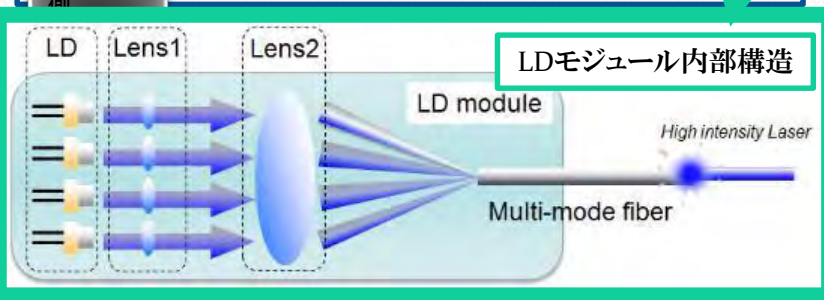 側
LD
Lens1
Lens2
LDモジュール内部構造
LD module
High intensity Laser
Multi-mode fiber